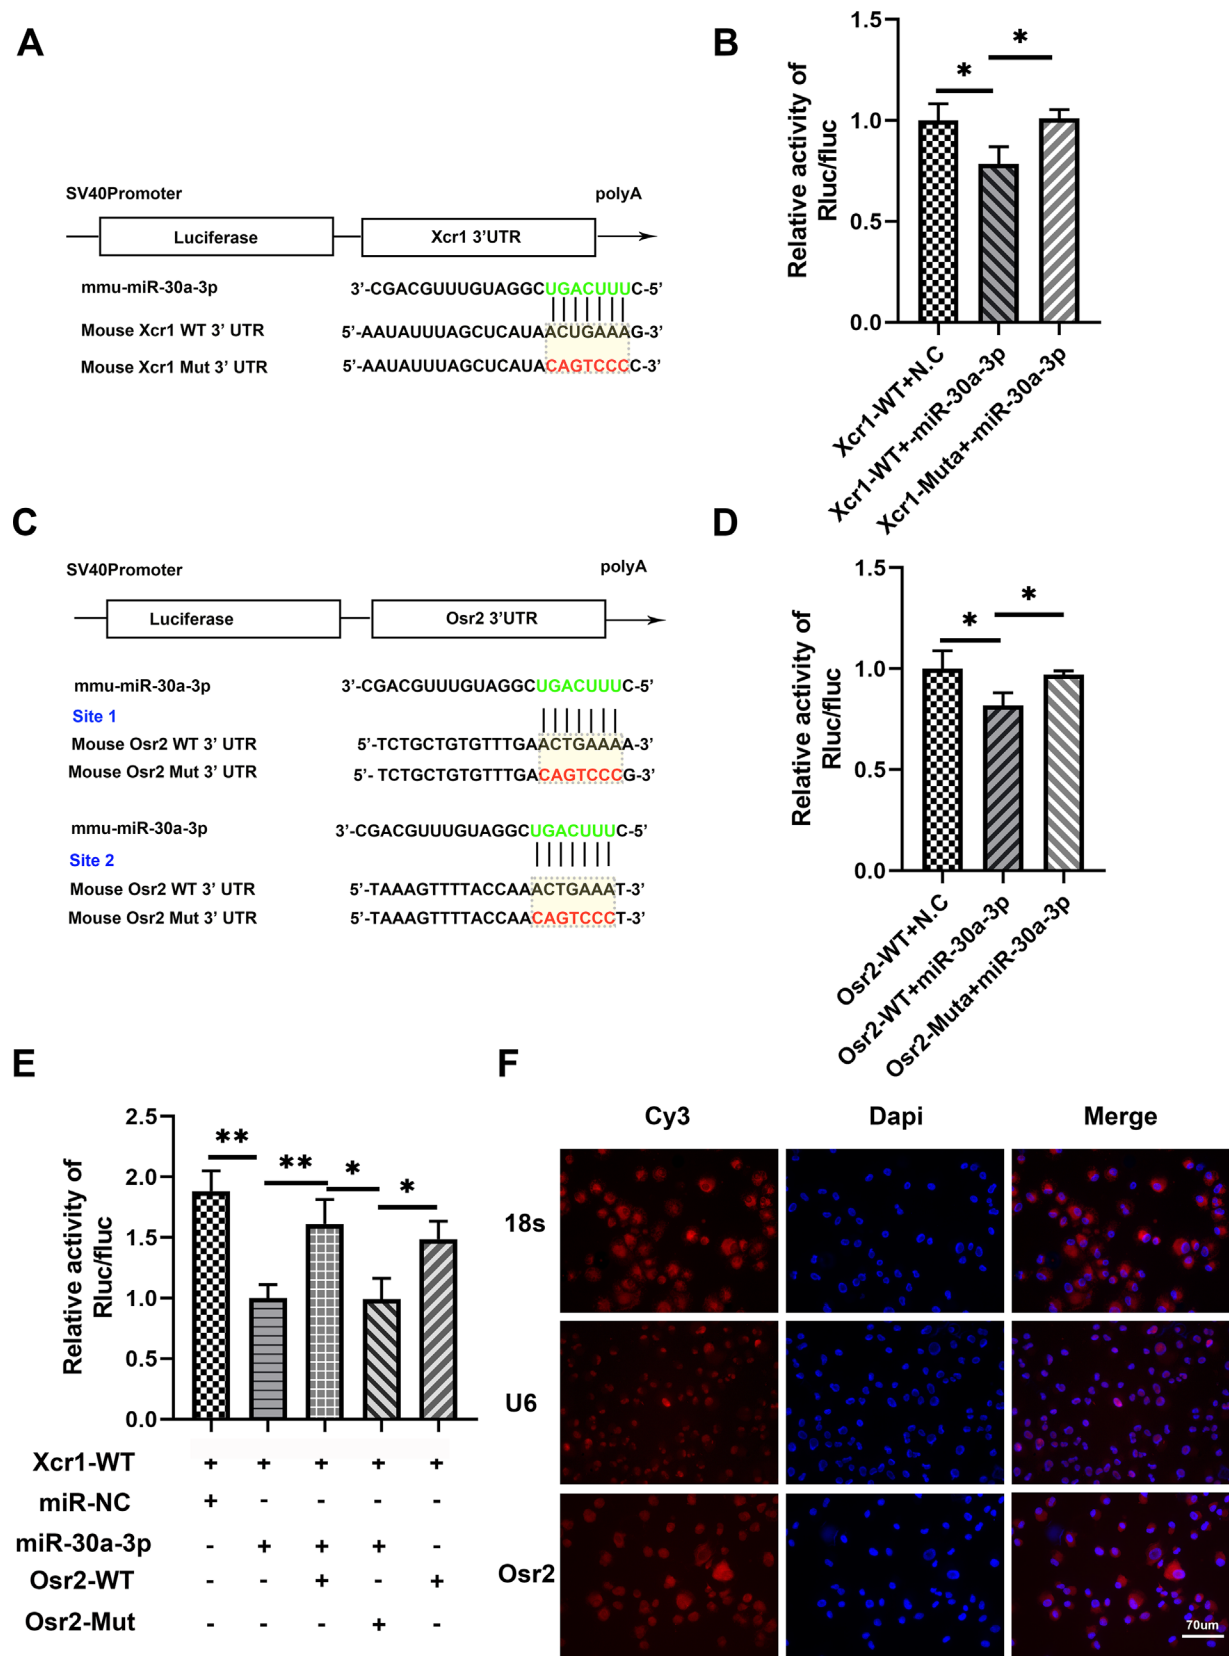 A
SV40Promoter polyA
Luciferase Xcr1 3'UTR
mmu-miR-30a-3p 3'-CGACGUUUGUAGGCUGACUUUC-5'
Mouse Xcr1 WT 3' UTR 5'-AAUAUUUAGCUCAUAACUGAAAG-3'
Mouse Xcr1 Mut 3' UTR 5'-AAUAUUUAGCUCAUACAGTCCCC-3'
B
Relative activity of
Rluc/fluc
1.5
1.0
0.5
0.0
*
*
Xcr1-WT+N.C
Xcr1-WT+-miR-30a-3p
Xcr1-Muta+-miR-30a-3p
C
SV40Promoter polyA
Luciferase Osr2 3'UTR
mmu-miR-30a-3p 3'-CGACGUUUGUAGGCUGACUUUC-5'
Site 1
Mouse Osr2 WT 3' UTR 5'-TCTGCTGTGTTTGAACTGAAAA-3'
Mouse Osr2 Mut 3' UTR 5'- TCTGCTGTGTTTGACAGTCCCG-3'
mmu-miR-30a-3p 3'-CGACGUUUGUAGGCUGACUUUC-5'
Site 2
Mouse Osr2 WT 3' UTR 5'-TAAAGTTTTACCAAACTGAAAT-3'
Mouse Osr2 Mut 3' UTR 5'-TAAAGTTTTACCAACAGTCCCT-3'
D
Relative activity of
Rluc/fluc
1.5
1.0
0.5
0.0
*
*
Osr2-WT+N.C
Osr2-WT+miR-30a-3p
Osr2-Muta+miR-30a-3p
E
Relative activity of
Rluc/fluc
2.5
2.0
1.5
1.0
0.5
0.0
**
**
*
*
Xcr1-WT + + + + +
miR-NC + - - - -
miR-30a-3p - + + + -
Osr2-WT - - + - +
Osr2-Mut - - - + -
F
Cy3 Dapi Merge
18s
U6
Osr2
70um